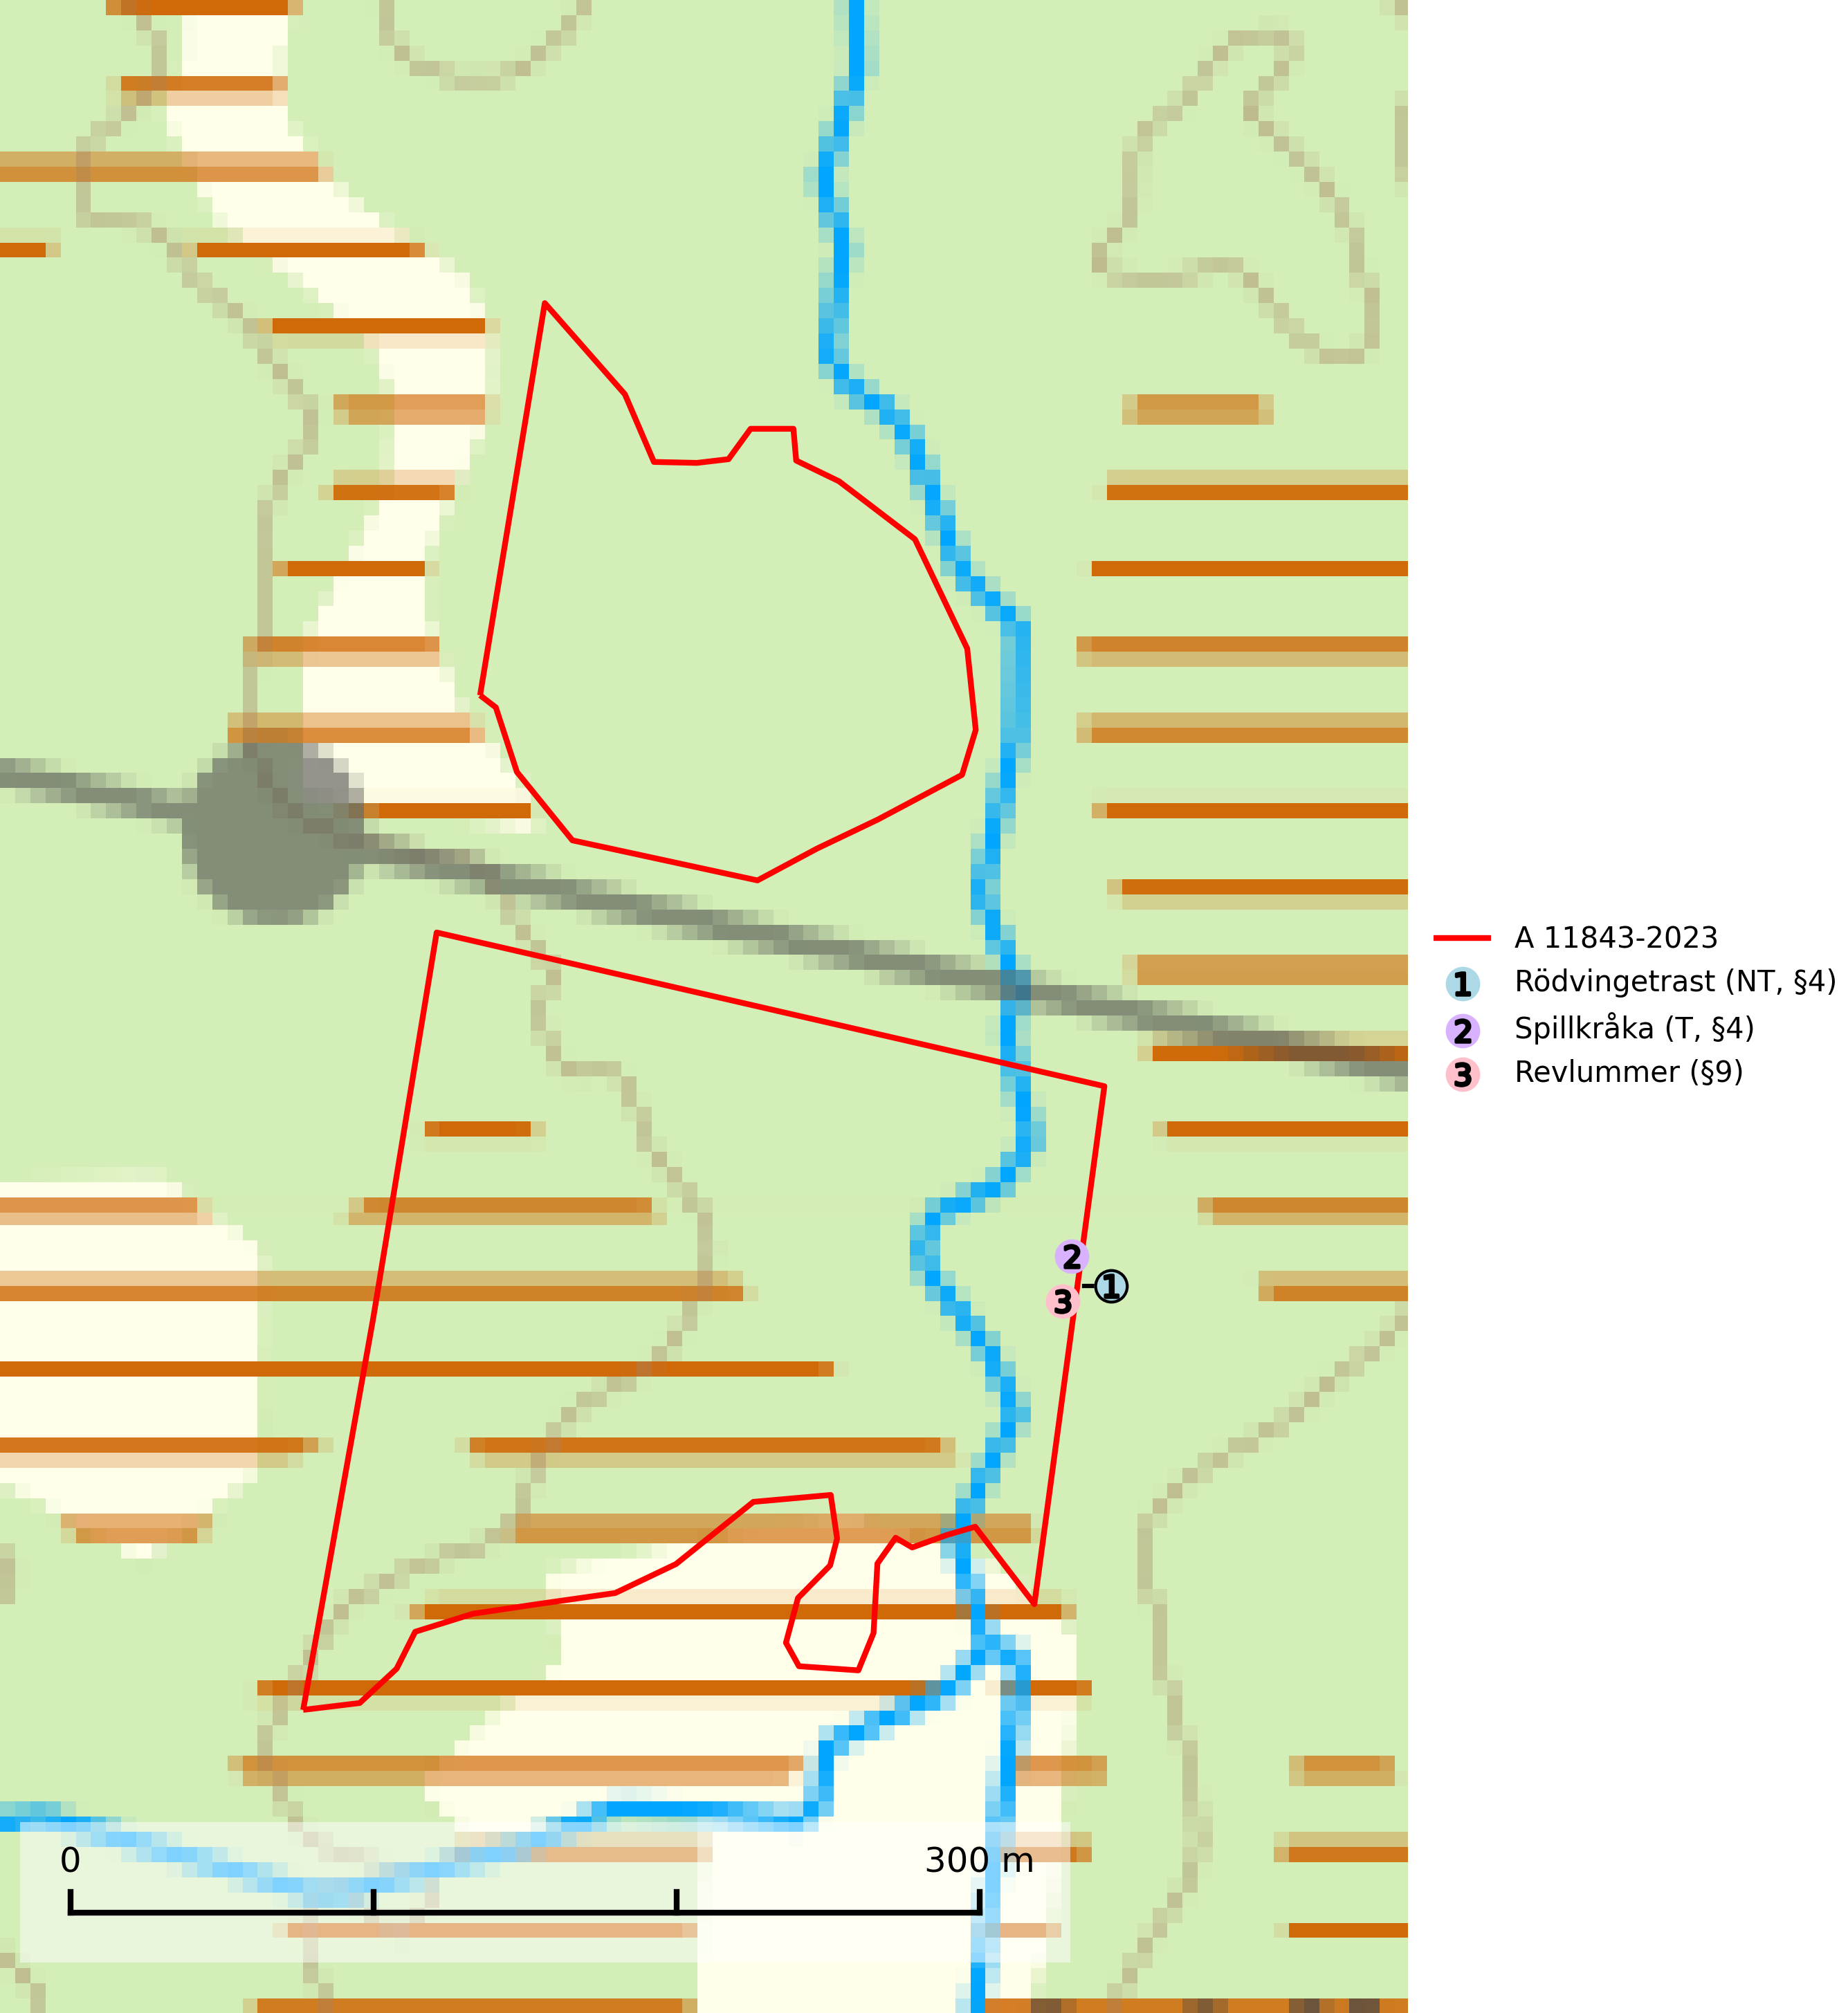 A 11843-2023
1 Rödvingetrast (NT, §4)
2 Spillkråka (T, §4)
3 Revlummer (§9)
2
1
3
0 300 m